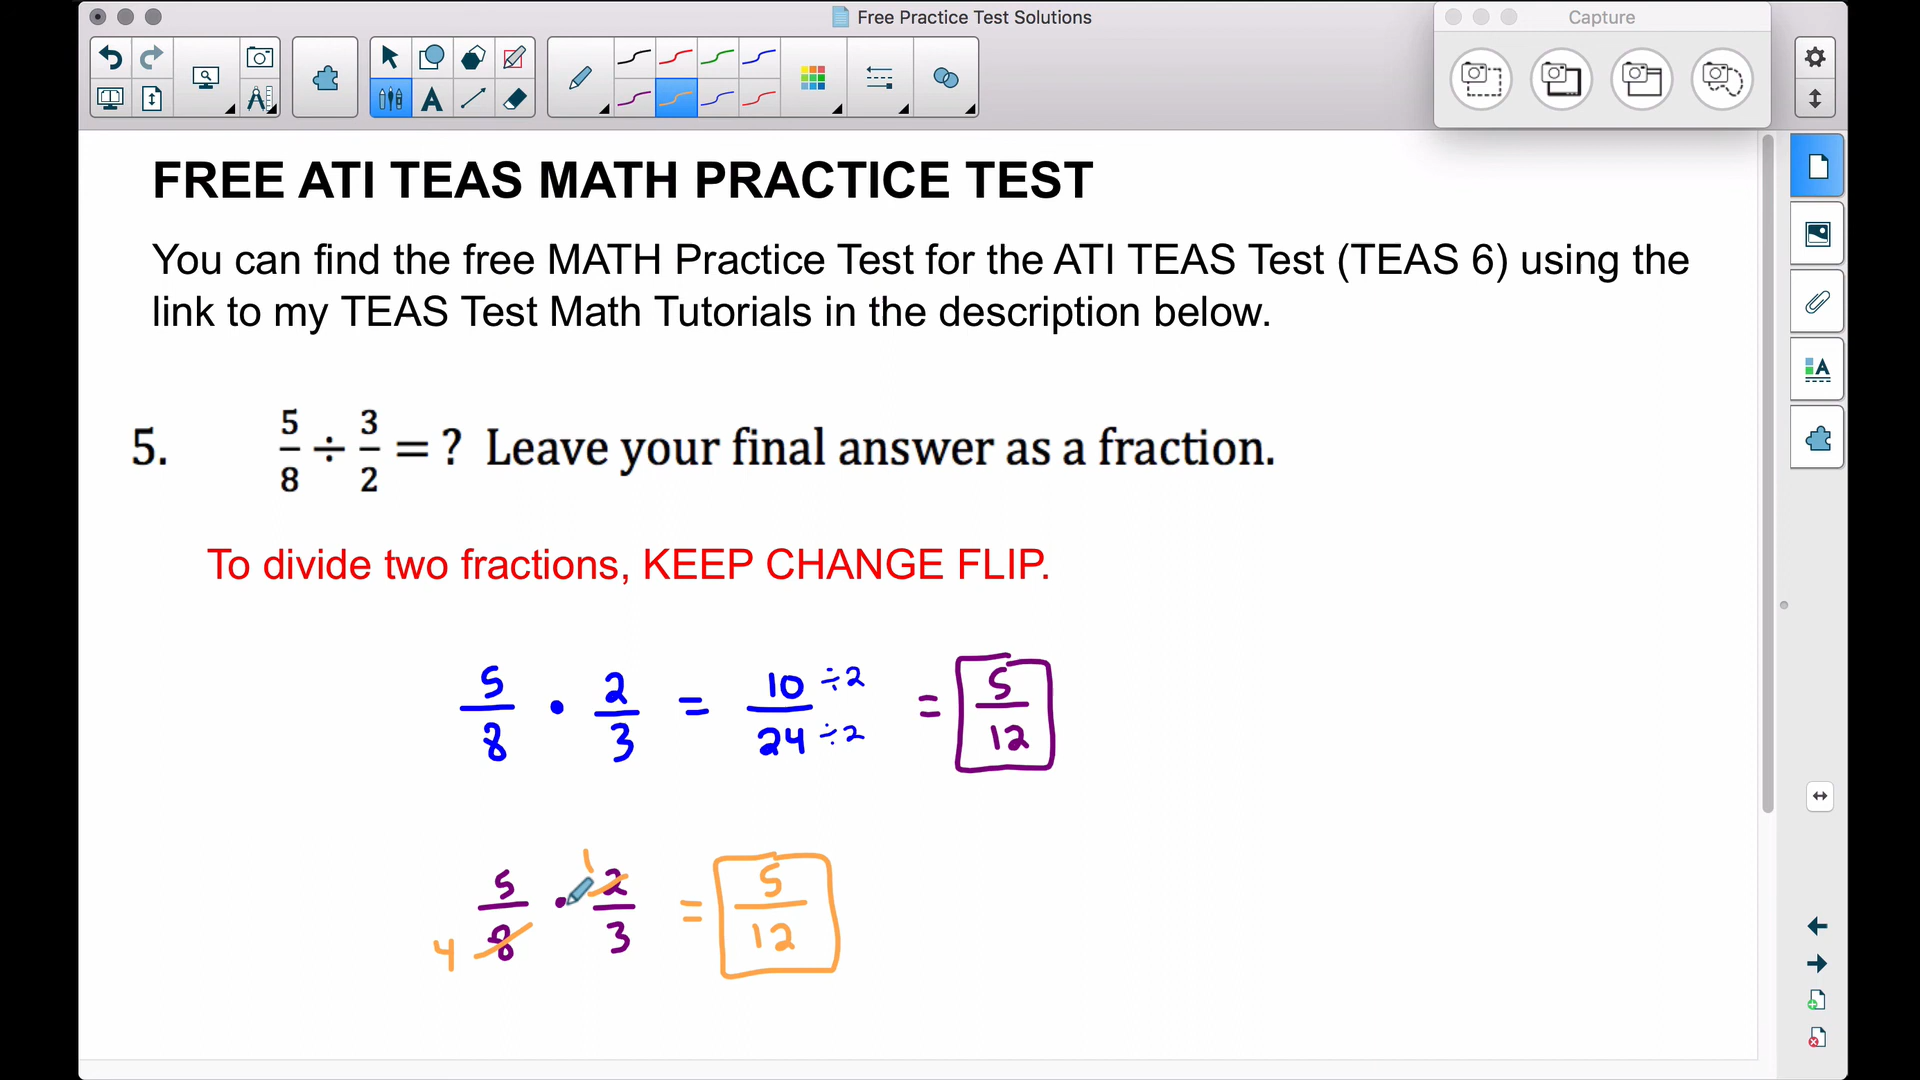 Free Practice Test Solutions
Capture
FREE ATI TEAS MATH PRACTICE TEST
You can find the free MATH Practice Test for the ATI TEAS Test (TEAS 6) using the
link to my TEAS Test Math Tutorials in the description below.
5. 5/8 ÷ 3/2 = ? Leave your final answer as a fraction.
To divide two fractions, KEEP CHANGE FLIP.
5/8 • 2/3 = 10/24 ÷2/÷2 = 5/12
5/8 • 2/3 = 5/12
4 1